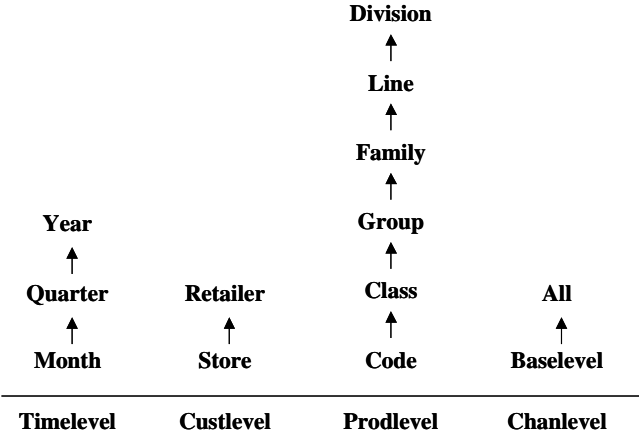 Division
Line
Family
Year
Group
Quarter
Retailer
Class
All
Month
Store
Code
Baselevel
Timelevel
Custlevel
Prodlevel
Chanlevel